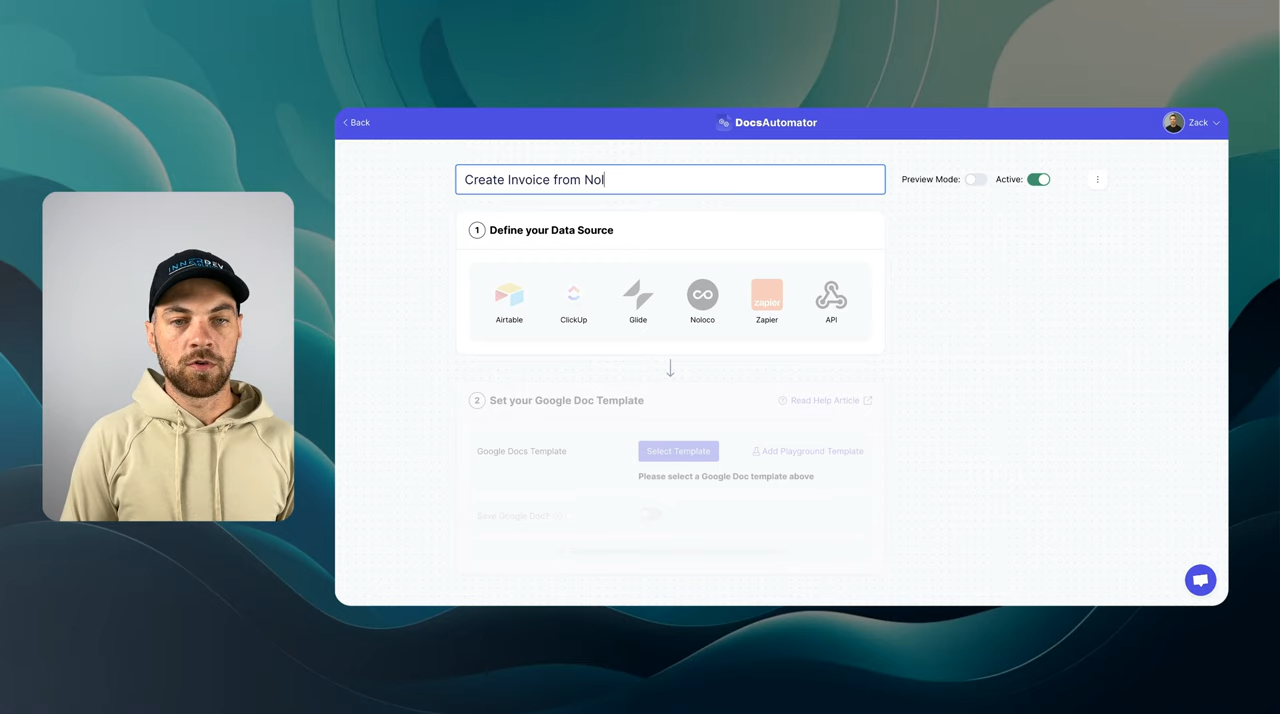 Back
DocsAutomator
Zack
Create Invoice from Nol
Preview Mode:
Active:
1 Define your Data Source
INNERDEV
zapier
Airtable ClickUp Glide Noloco Zapier API
2 Set your Google Doc Template
Read Help Article
Google Docs Template
Select Template
Add Playground Template
Please select a Google Doc template above
Save Google Doc?